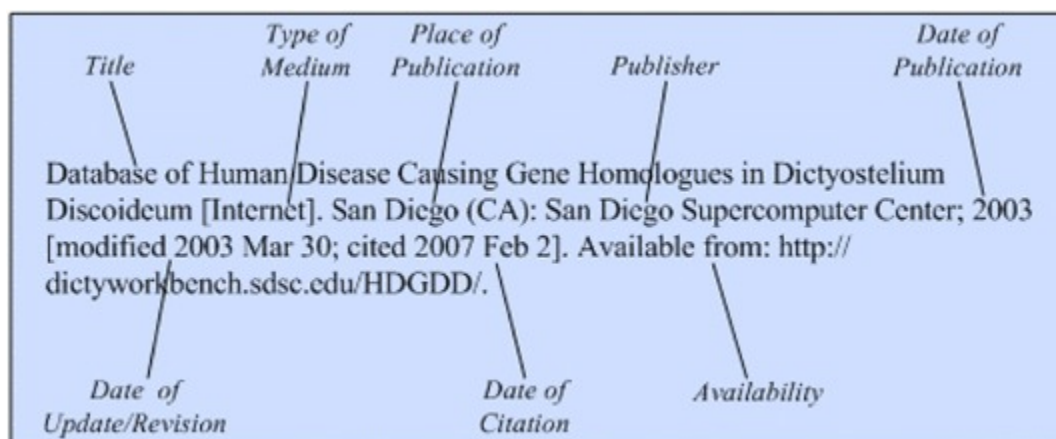 Type of Place of Date of
Title Medium Publication Publisher Publication
Database of Human Disease Causing Gene Homologues in Dictyostelium
Discoideum [Internet]. San Diego (CA): San Diego Supercomputer Center; 2003
[modified 2003 Mar 30; cited 2007 Feb 2]. Available from: http://
dictyworkbench.sdsc.edu/HDGDD/.
Date of Date of Availability
Update/Revision Citation